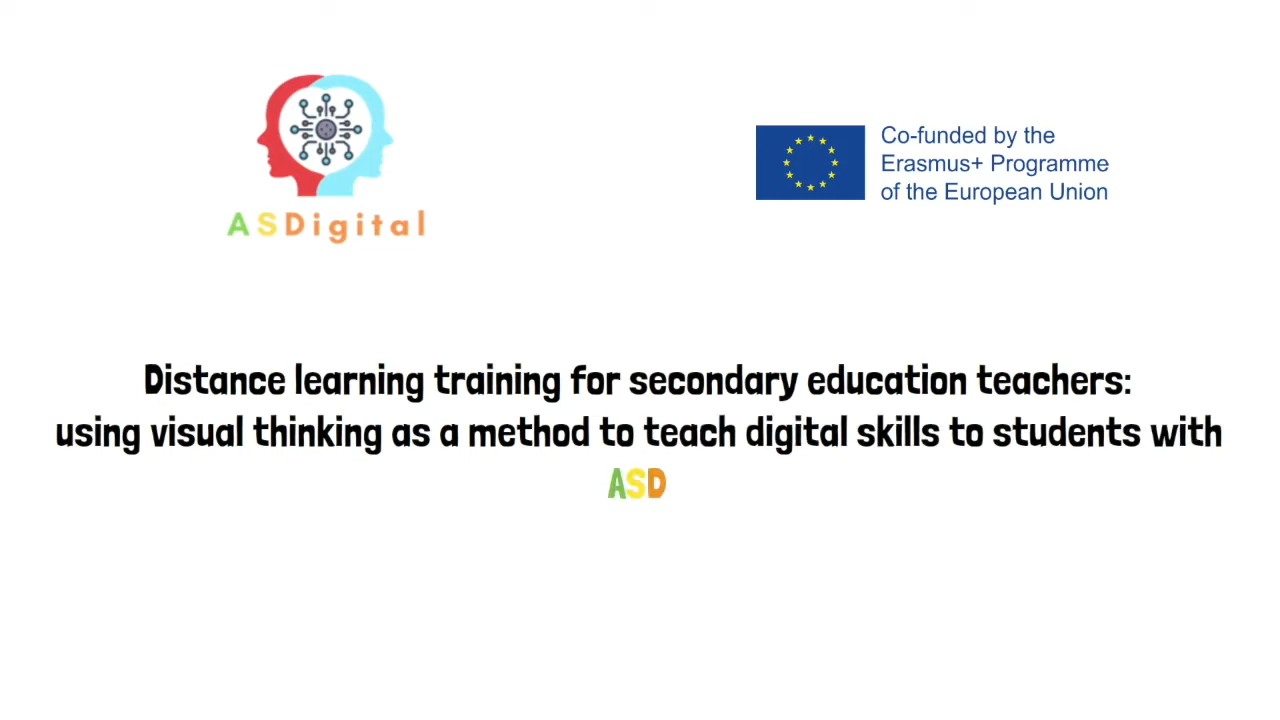 ASDigital
Co-funded by the
Erasmus+ Programme
of the European Union
Distance learning training for secondary education teachers:
using visual thinking as a method to teach digital skills to students with
ASD